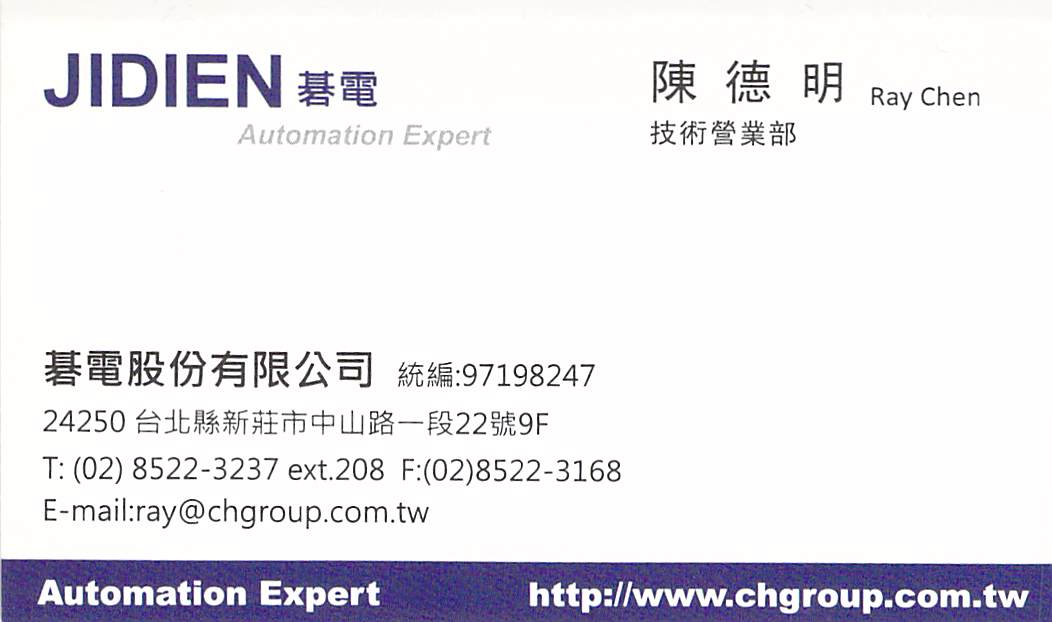 JIDIEN 碁電
Automation Expert
陳德明 Ray Chen
技術營業部
碁電股份有限公司 統編:97198247
24250 台北縣新莊市中山路一段22號9F
T: (02) 8522-3237 ext.208 F:(02)8522-3168
E-mail:ray@chgroup.com.tw
Automation Expert http://www.chgroup.com.tw